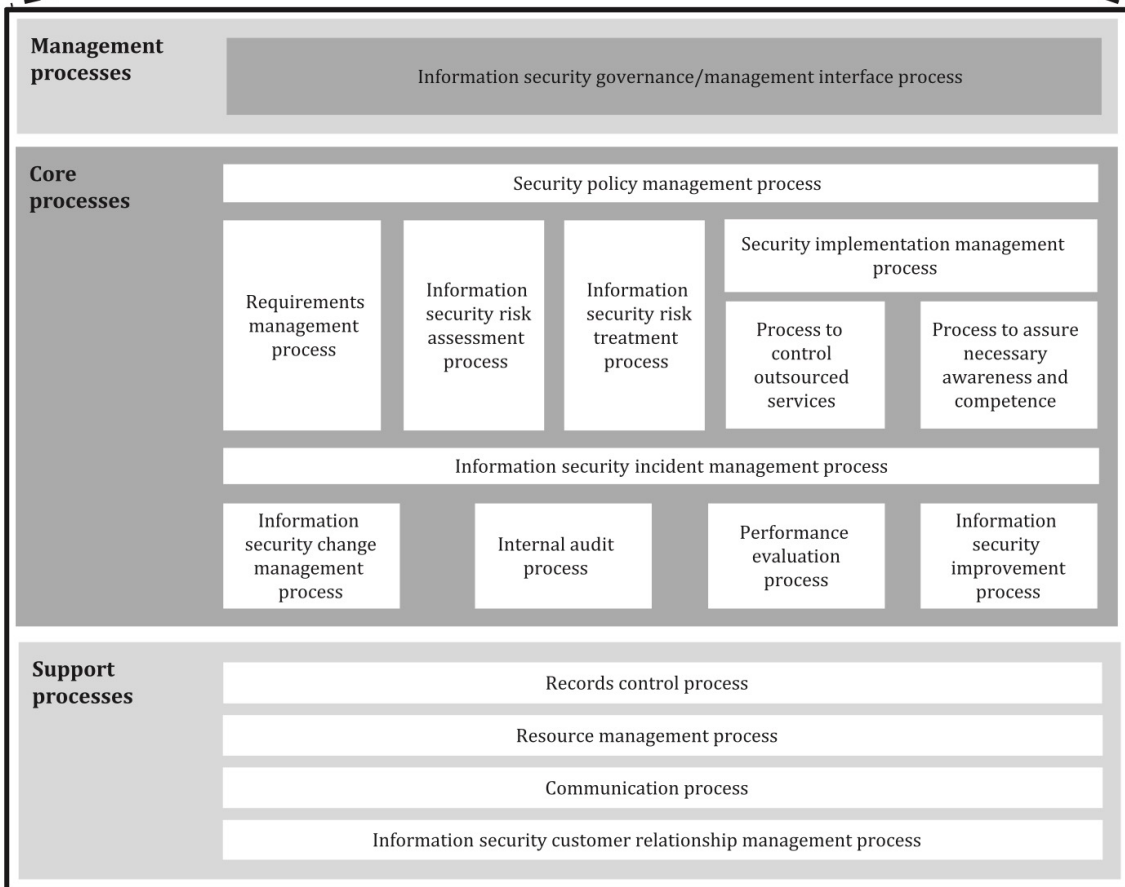 Management
processes
Information security governance/management interface process
Core
processes
Security policy management process
Requirements
management
process
Information
security risk
assessment
process
Information
security risk
treatment
process
Security implementation management
process
Process to
control
outsourced
services
Process to assure
necessary
awareness and
competence
Information security incident management process
Information
security change
management
process
Internal audit
process
Performance
evaluation
process
Information
security
improvement
process
Support
processes
Records control process
Resource management process
Communication process
Information security customer relationship management process